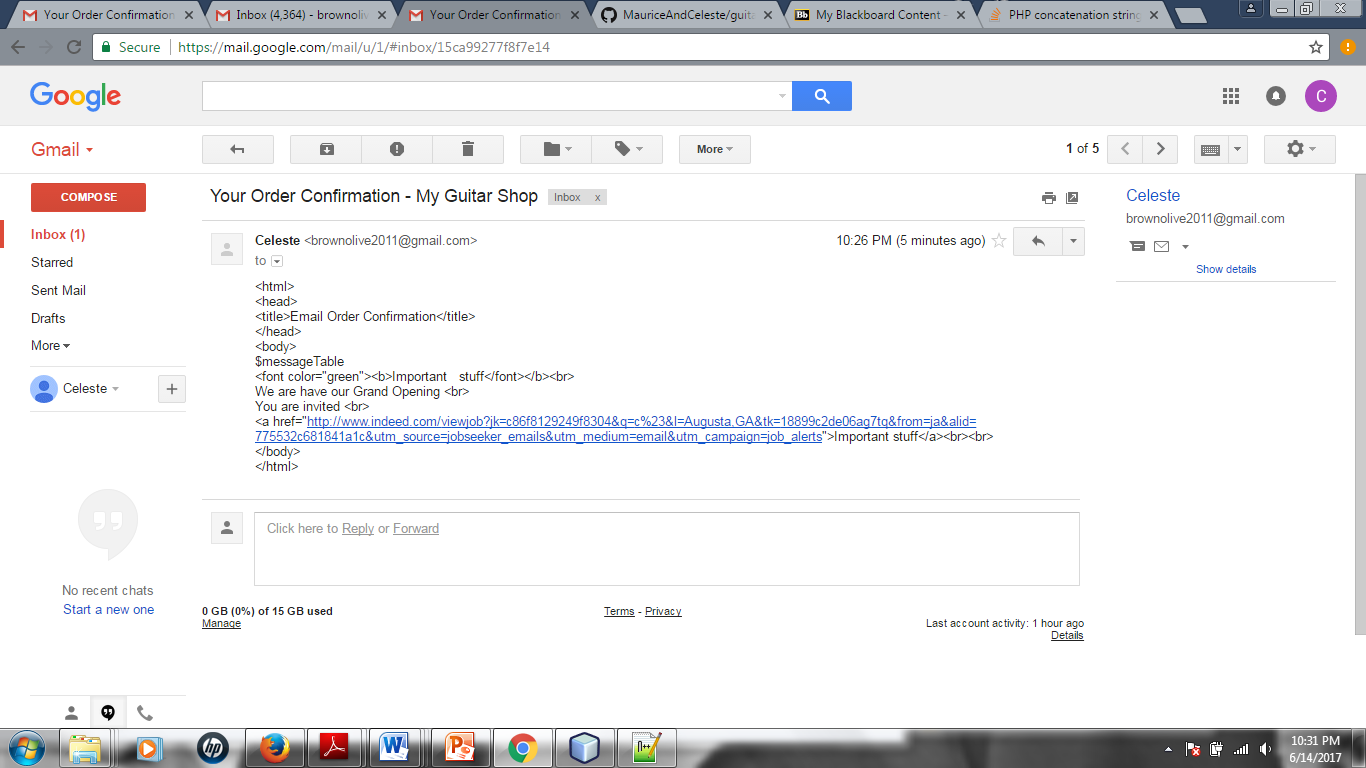 Your Order Confirmation
Inbox (4,364) - brownoliv
Your Order Confirmation
MauriceAndCeleste/guita
Bb
My Blackboard Content -
PHP concatenation string
Secure
https://mail.google.com/mail/u/1/#inbox/15ca99277f8f7e14
Google
C
Gmail
More
1 of 5
COMPOSE
Your Order Confirmation - My Guitar Shop
Inbox x
Celeste
brownolive2011@gmail.com
Show details
Inbox (1)
Starred
Sent Mail
Drafts
More
Celeste
Celeste <brownolive2011@gmail.com>
10:26 PM (5 minutes ago)
to
<html>
<head>
<title>Email Order Confirmation</title>
</head>
<body>
$messageTable
<font color="green"><b>Important   stuff</font></b><br>
We are have our Grand Opening <br>
You are invited <br>
<a href="http://www.indeed.com/viewjob?jk=c86f8129249f8304&q=c%23&l=Augusta,GA&tk=18899c2de06ag7tq&from=ja&alid=
775532c681841a1c&utm_source=jobseeker_emails&utm_medium=email&utm_campaign=job_alerts">Important stuff</a><br><br>
</body>
</html>
Click here to Reply or Forward
No recent chats
Start a new one
0 GB (0%) of 15 GB used
Manage
Terms - Privacy
Last account activity: 1 hour ago
Details
hp
W
P
N++
10:31 PM
6/14/2017